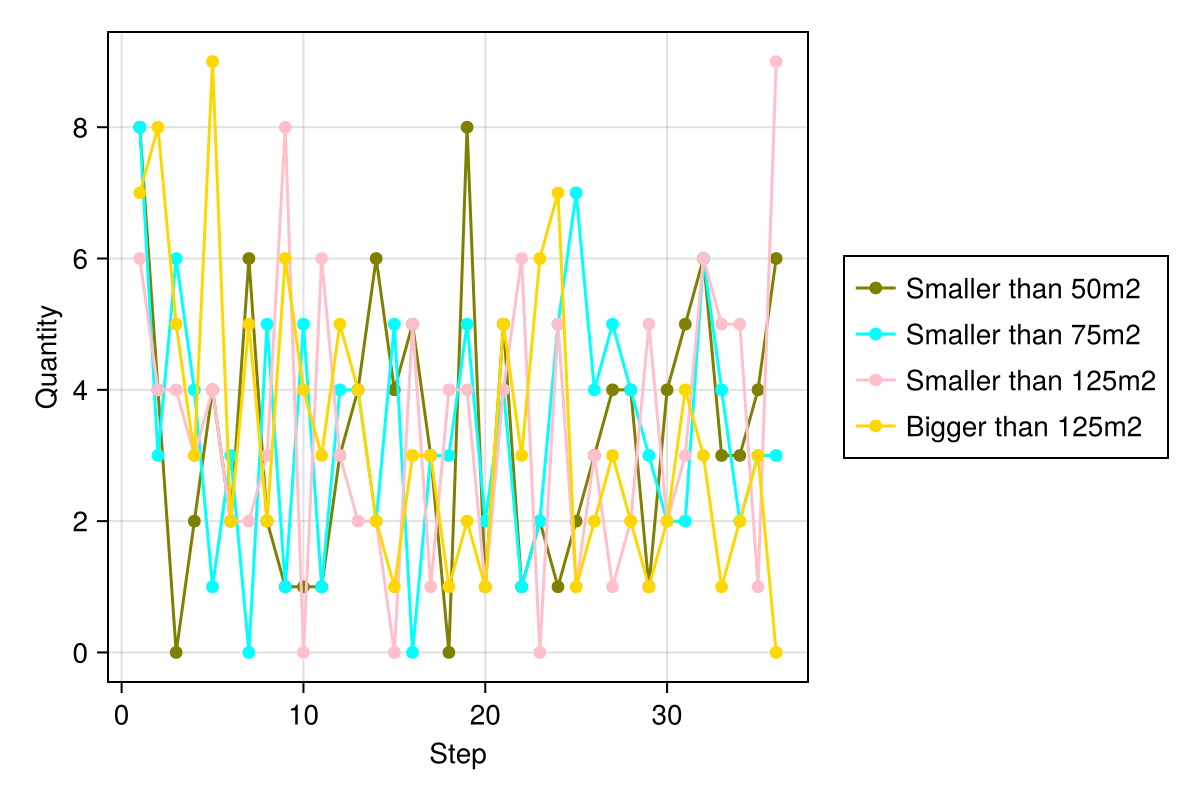 8
6
4
2
0
Quantity
0 10 20 30
Step
Smaller than 50m2
Smaller than 75m2
Smaller than 125m2
Bigger than 125m2